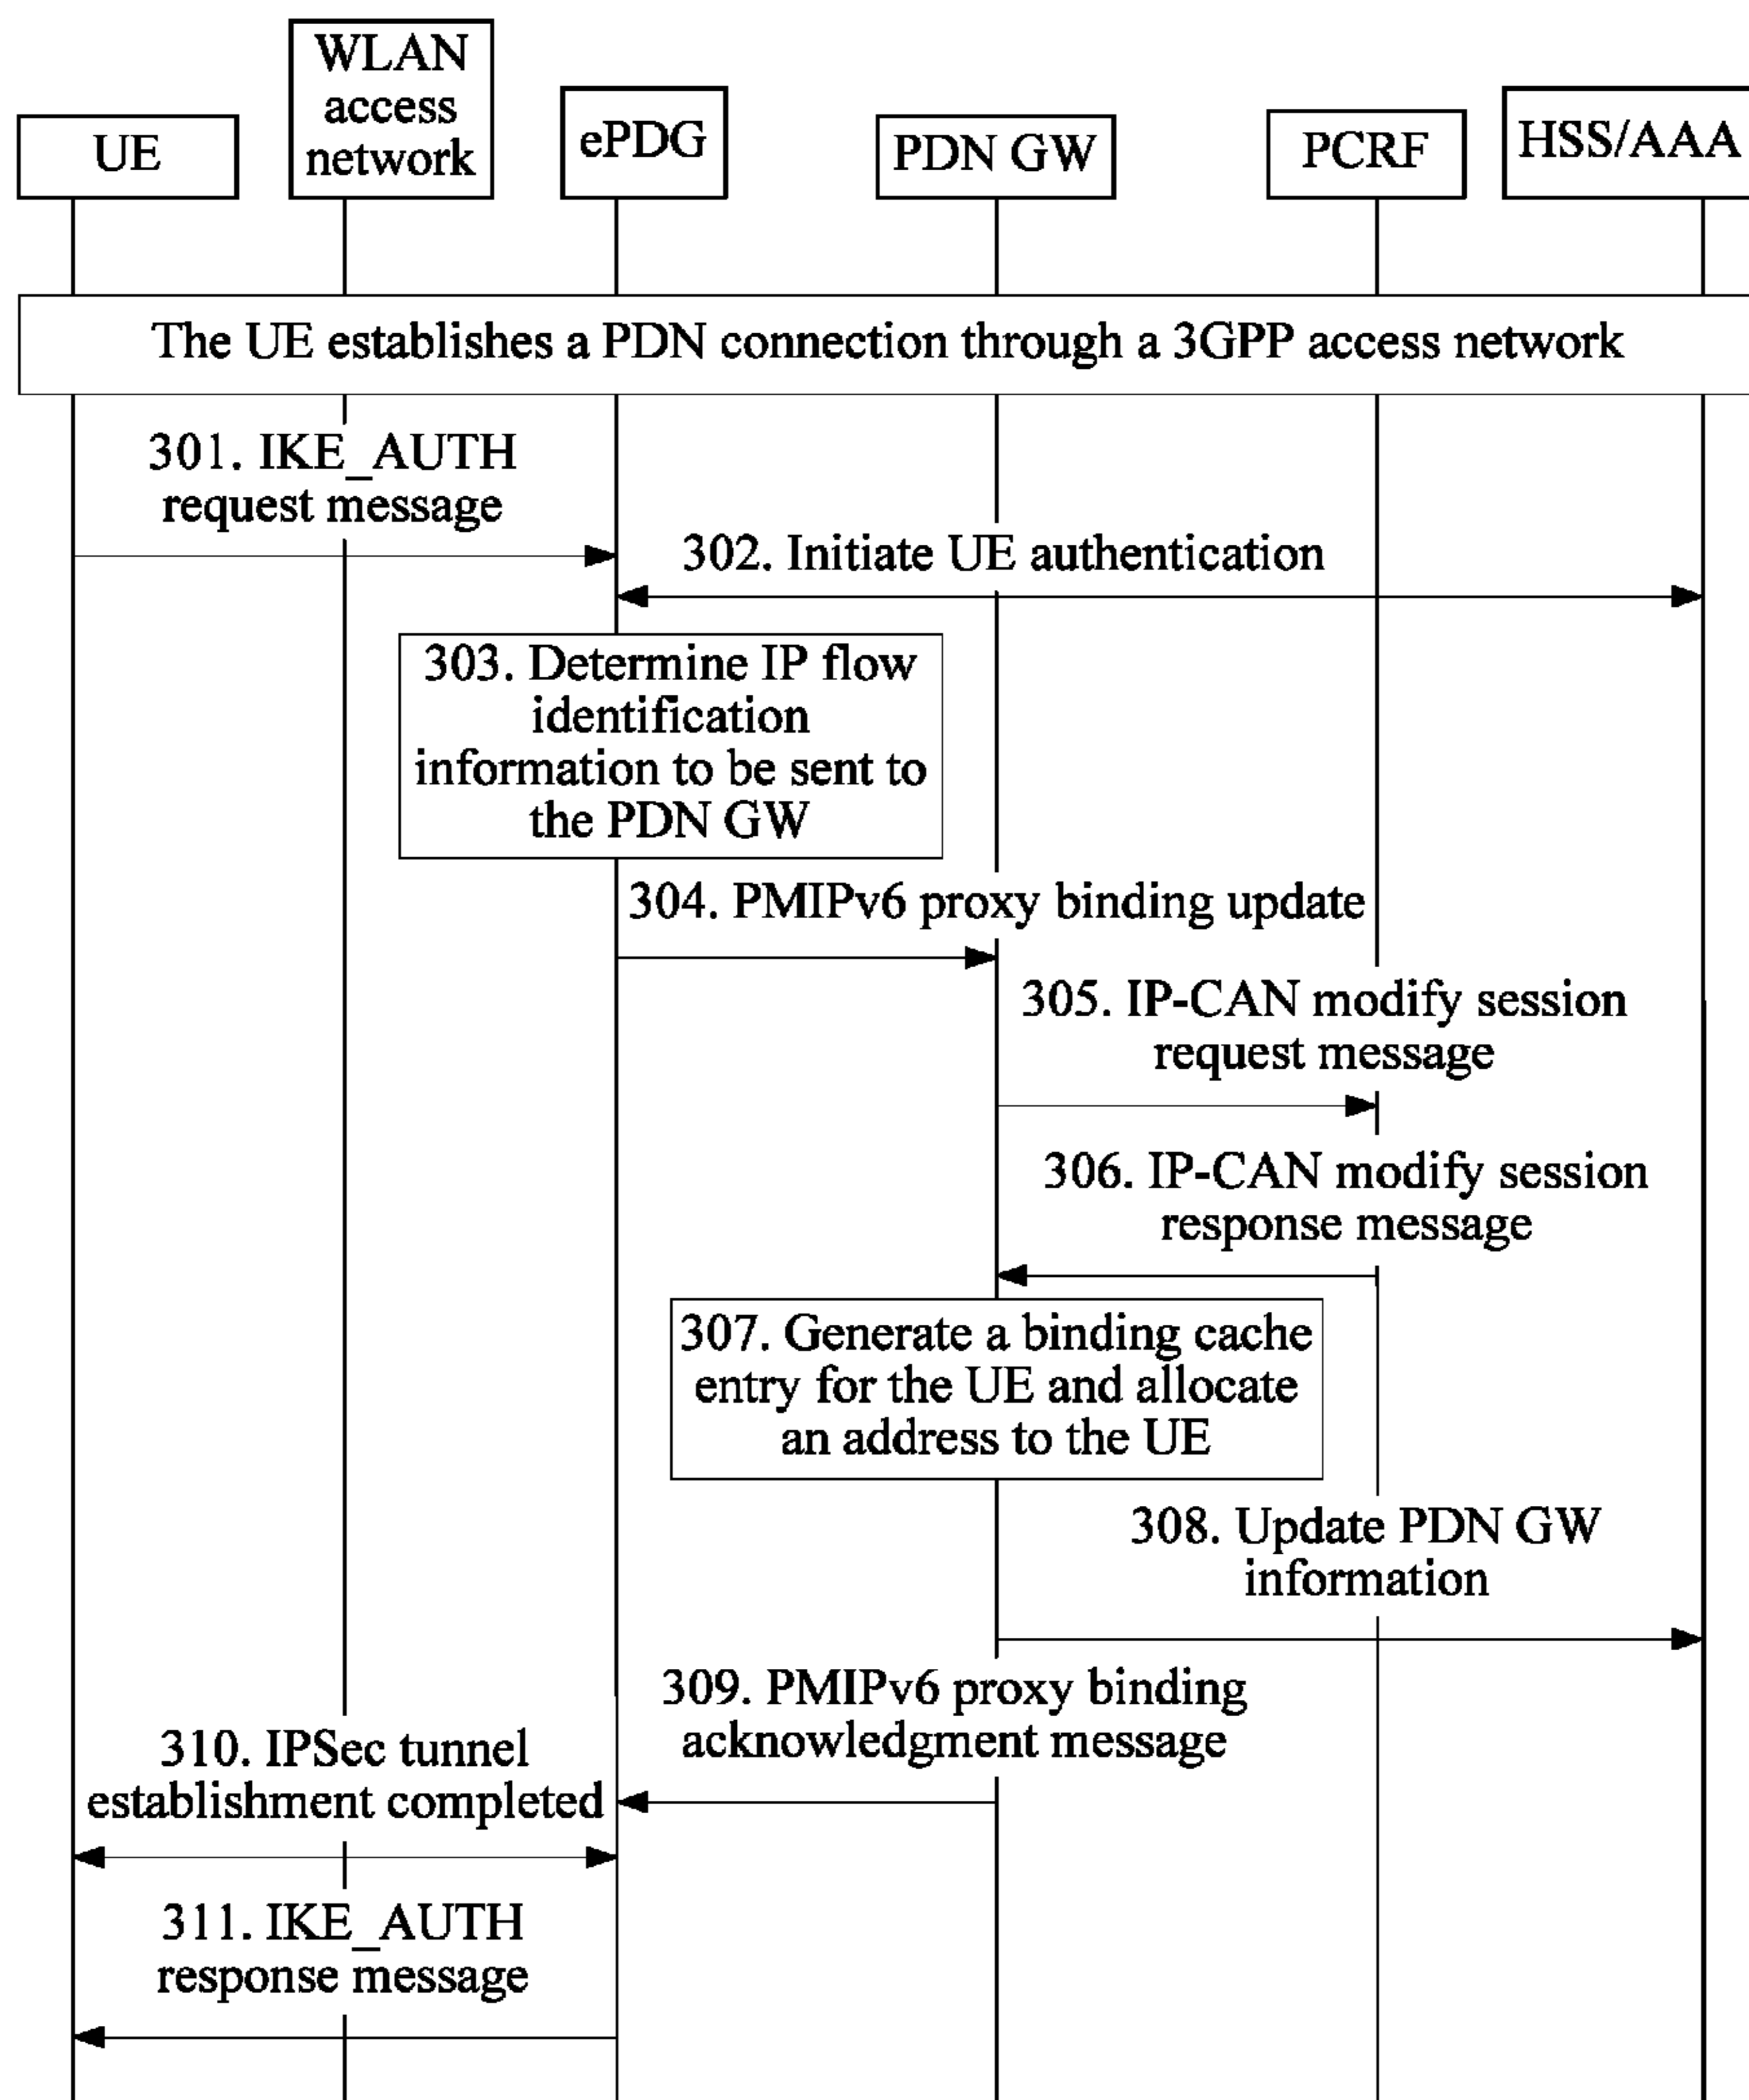 UE
WLAN
access
network
ePDG
PDN GW
PCRF
HSS/AAA
The UE establishes a PDN connection through a 3GPP access network
301. IKE_AUTH
request message
302. Initiate UE authentication
303. Determine IP flow
identification
information to be sent to
the PDN GW
304. PMIPv6 proxy binding update
305. IP-CAN modify session
request message
306. IP-CAN modify session
response message
307. Generate a binding cache
entry for the UE and allocate
an address to the UE
308. Update PDN GW
information
309. PMIPv6 proxy binding
acknowledgment message
310. IPSec tunnel
establishment completed
311. IKE_AUTH
response message